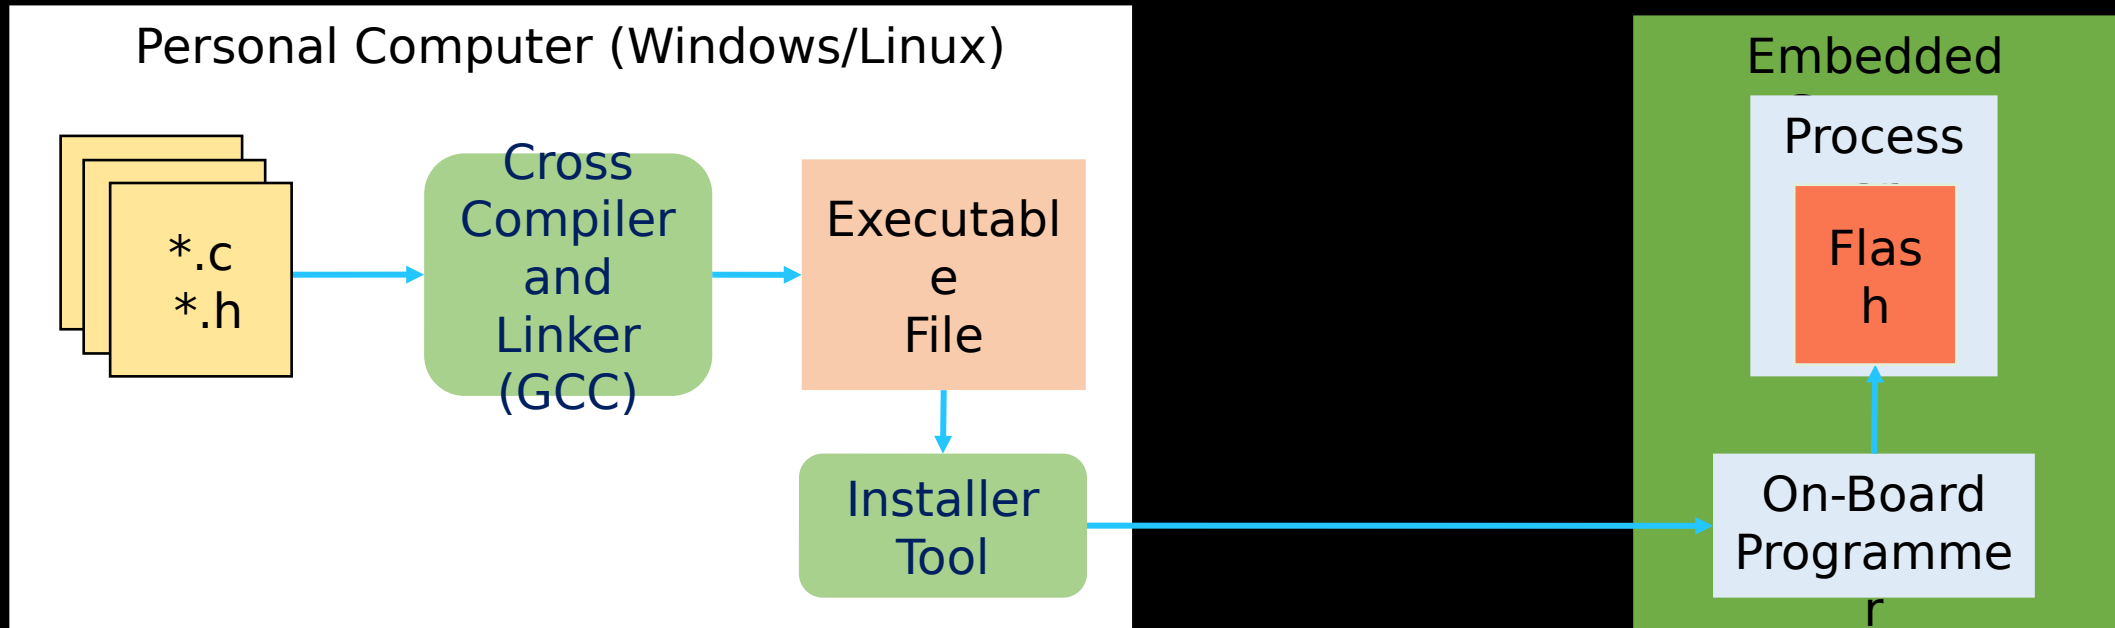 Personal Computer (Windows/Linux)
*.c
*.h
Cross
Compiler
and
Linker
(GCC)
Executabl
e
File
Installer
Tool
Embedded
Process
Flas
h
On-Board
Programme
r